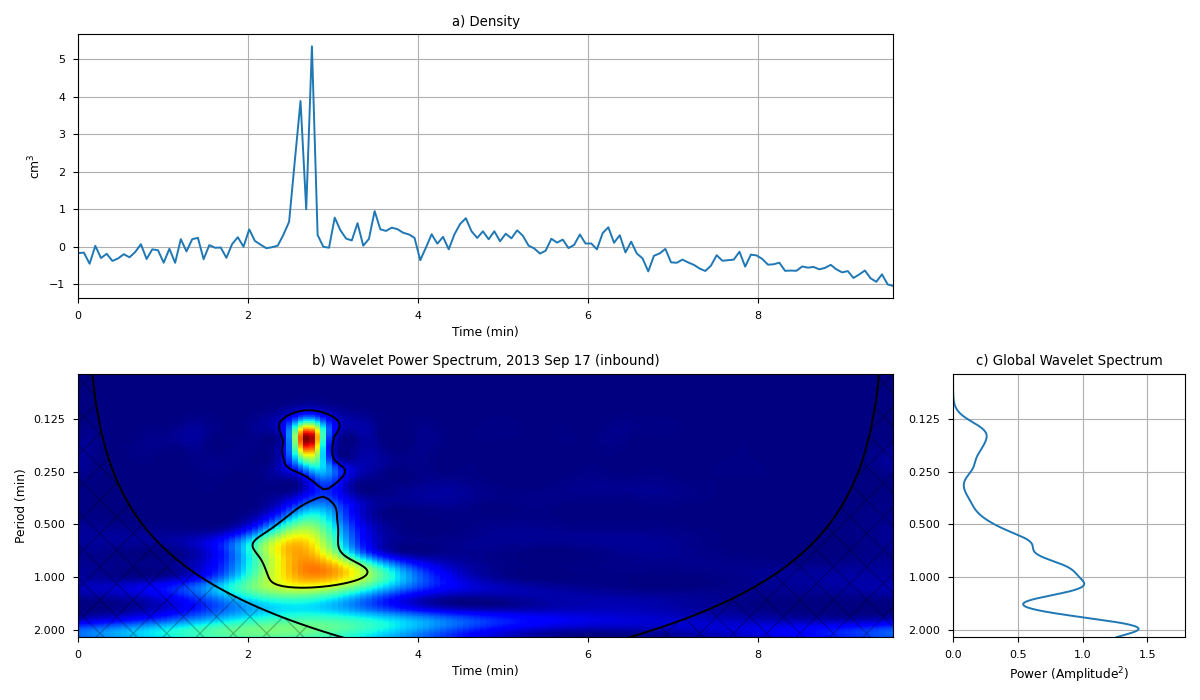 a) Density
cm³
5
4
3
2
1
0
−1
0 2 4 6 8
Time (min)
b) Wavelet Power Spectrum, 2013 Sep 17 (inbound)
Period (min)
0.125
0.250
0.500
1.000
2.000
0 2 4 6 8
Time (min)
c) Global Wavelet Spectrum
0.125
0.250
0.500
1.000
2.000
0.0 0.5 1.0 1.5
Power (Amplitude²)